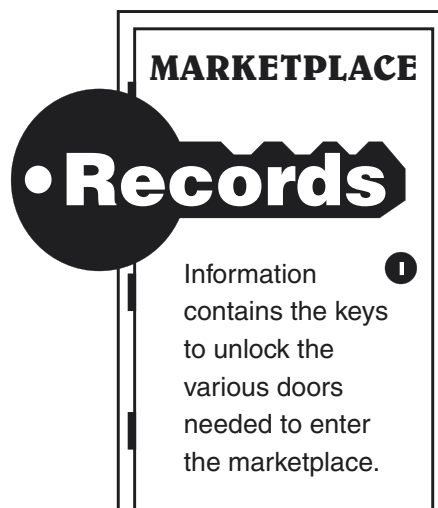 MARKETPLACE
Records
Information
contains the keys
to unlock the
various doors
needed to enter
the marketplace.